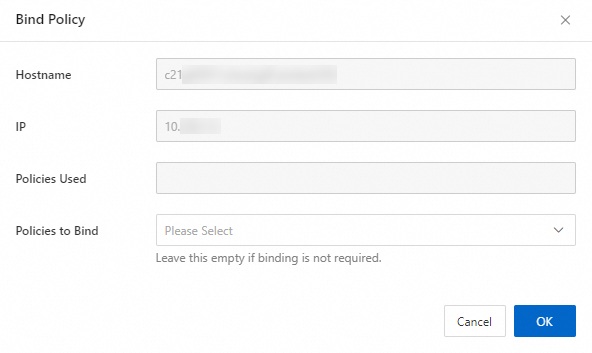 Bind Policy
Hostname
c21
IP
10.
Policies Used
Policies to Bind
Please Select
Leave this empty if binding is not required.
Cancel
OK